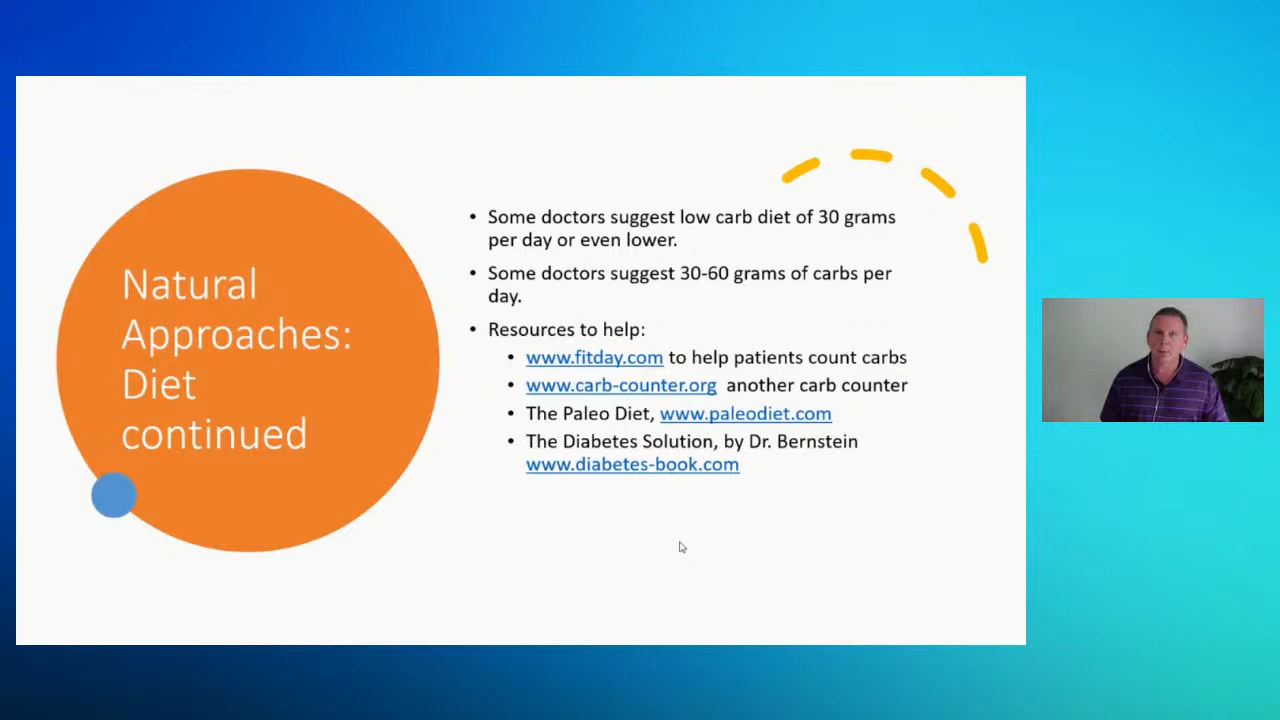 Natural
Approaches:
Diet
continued
• Some doctors suggest low carb diet of 30 grams
per day or even lower.
• Some doctors suggest 30-60 grams of carbs per
day.
• Resources to help:
• www.fitday.com to help patients count carbs
• www.carb-counter.org another carb counter
• The Paleo Diet, www.paleodiet.com
• The Diabetes Solution, by Dr. Bernstein
www.diabetes-book.com